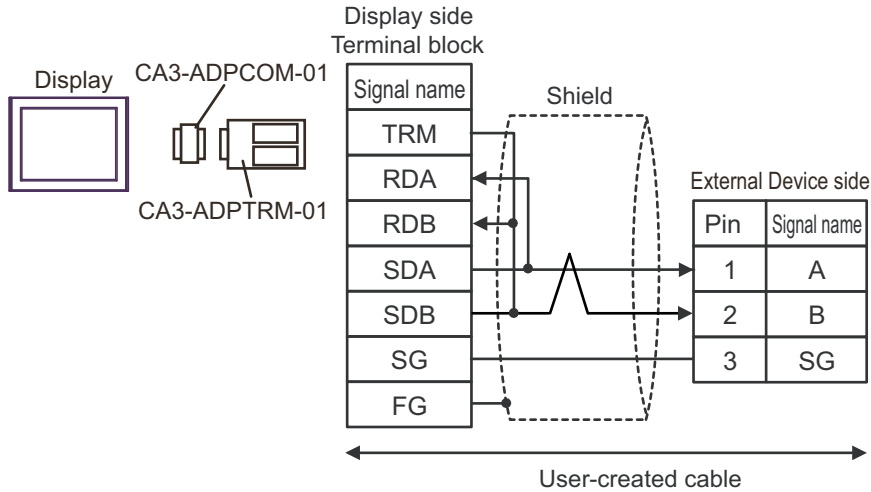 Display side
Terminal block
Display
CA3-ADPCOM-01
CA3-ADPTRM-01
Signal name
TRM
RDA
RDB
SDA
SDB
SG
FG
Shield
External Device side
Pin Signal name
1 A
2 B
3 SG
User-created cable